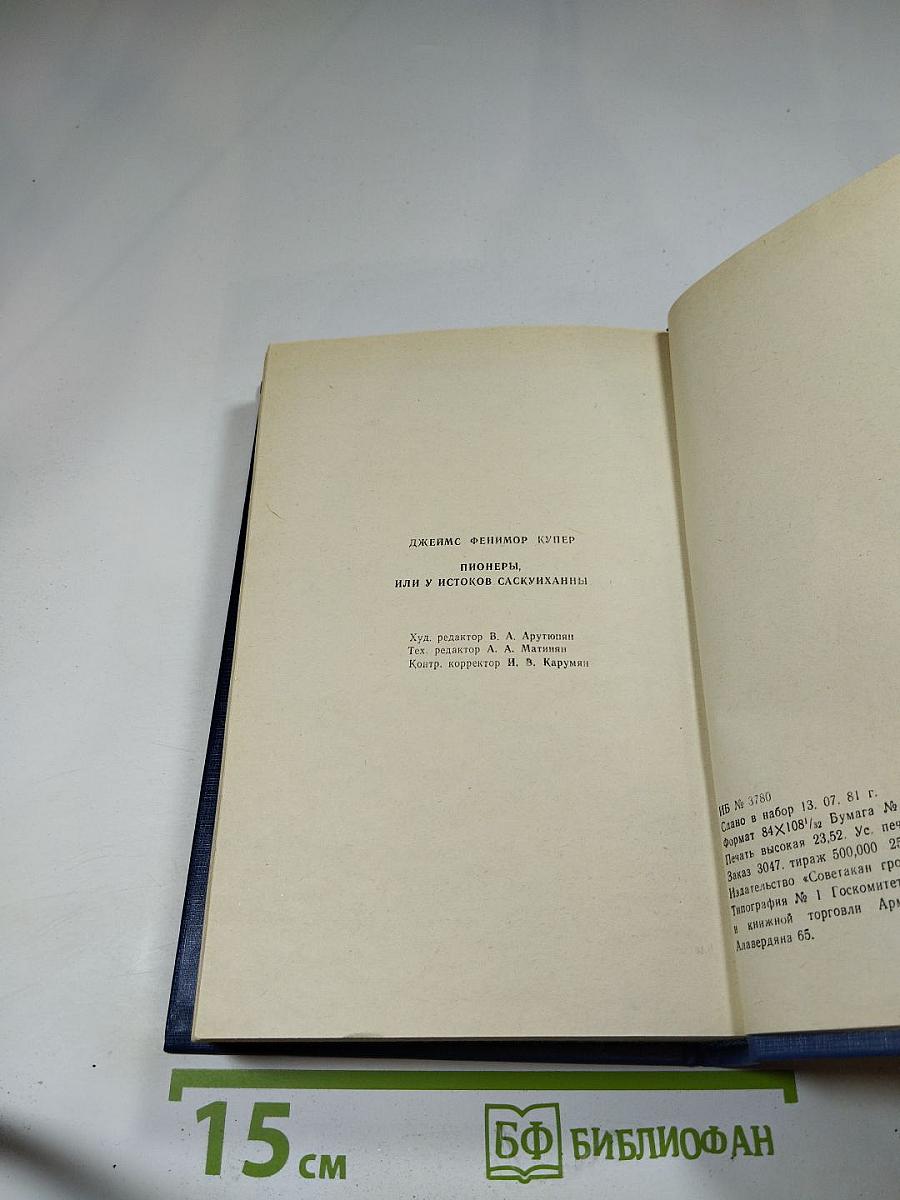 ДЖЕЙМС ФЕНИМОР КУПЕР
ПИОНЕРЫ,
ИЛИ У ИСТОКОВ САСКУИХАННЫ
Худ. редактор В. А. Арутюнян
Тех. редактор А. А. Матинян
Контр. корректор И. В. Карумян
ИБ № 3780
Сдано в набор 13. 07. 81 г.
Формат 84×108¹/₃₂ Бумага №
Печать высокая 23,52. Ус. печ
Заказ 3047. тираж 500,000 25
Издательство «Советакан гро
Типография № 1 Госкомитет
и книжной торговли Арм
Алавердяна 65.
15 см
БФ БИБЛИОФАН